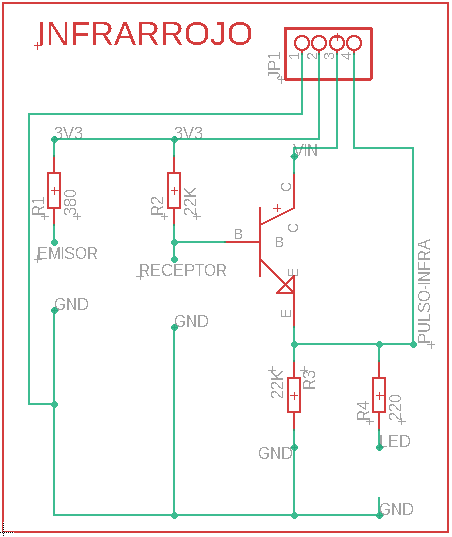 INFRARROJO
JP1
1
2
3
4
3V3
3V3
VIN
R1
380
R2
22K
C
C
B
B
E
E
EMISOR
RECEPTOR
PULSO-INFRA
GND
GND
22K
R3
R4
220
GND
LED
GND